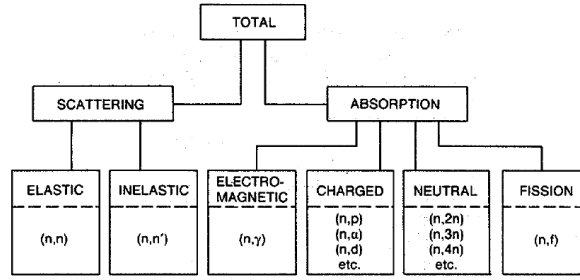 TOTAL
SCATTERING
ABSORPTION
ELASTIC
(n,n)
INELASTIC
(n,n')
ELECTRO-
MAGNETIC
(n,γ)
CHARGED
(n,p)
(n,α)
(n,d)
etc.
NEUTRAL
(n,2n)
(n,3n)
(n,4n)
etc.
FISSION
(n,f)